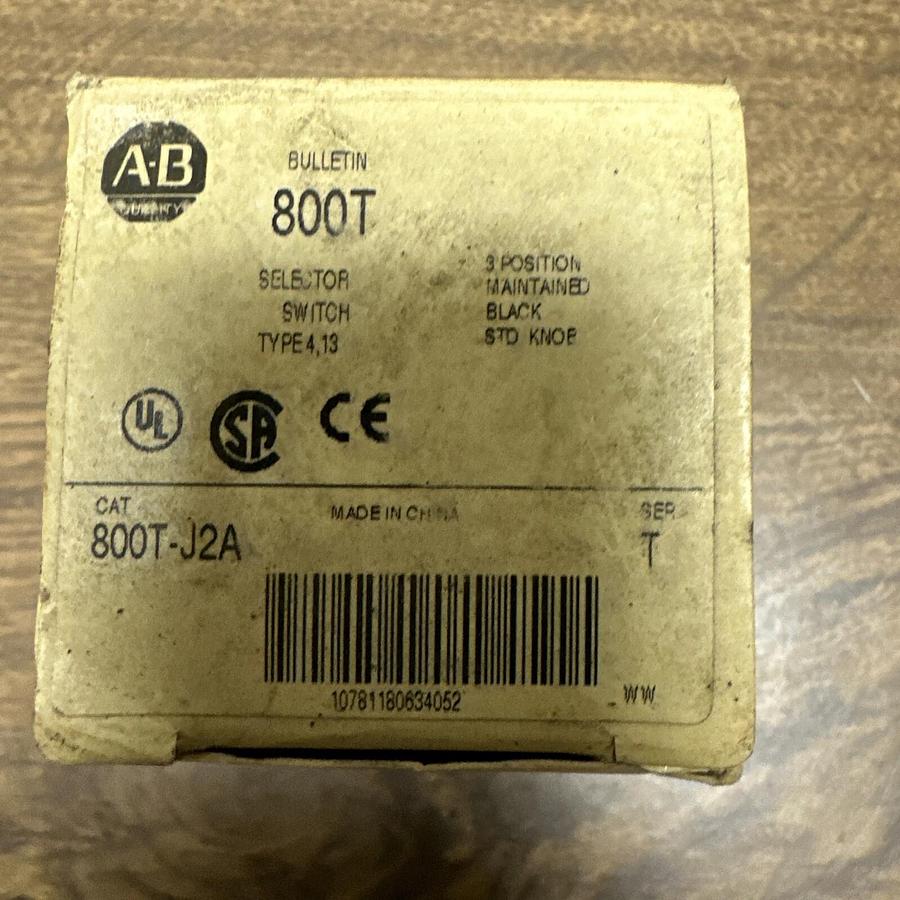 A-B
QUALITY
BULLETIN
800T
SELECTOR
SWITCH
TYPE 4,13
3 POSITION
MAINTAINED
BLACK
STD KNOB
UL
SA
CE
CAT
800T-J2A
MADE IN CHINA
SER
T
10781180634052
WW